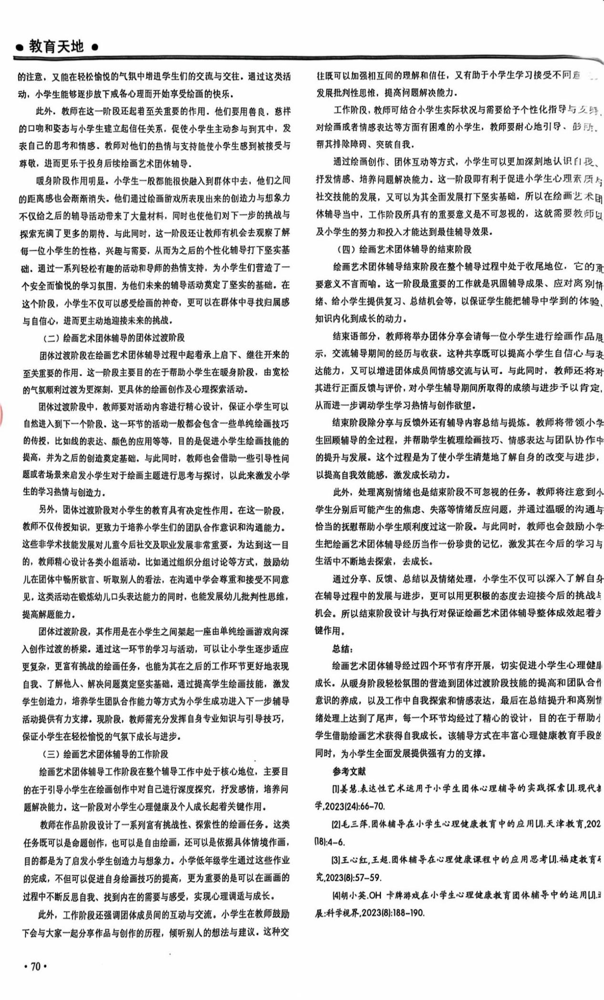 • 教育天地 •
的注意，又能在轻松愉悦的气氛中增进学生们的交流与交往。通过这类活
动，小学生能够逐步放下戒备心理而开始享受绘画的快乐。
此外，教师在这一阶段还起着至关重要的作用。他们要用善良，慈祥
的口吻和姿态与小学生建立起信任关系，促使小学生主动参与到其中，发
表自己的思考和情感。教师对他们的热情与支持能使小学生感到被接受与
尊敬，进而更乐于投身后续绘画艺术团体辅导。
暖身阶段作用明显。小学生一般都能很快融入到群体中去，他们之间
的距离感也会渐渐消失。他们通过绘画游戏所表现出来的创造力与想象力
不仅给之后的辅导活动带来了大量材料，同时也使他们对下一步的挑战与
探索充满了更多的期待。与此同时，这一阶段还让教师有机会去观察了解
每一位小学生的性格，兴趣与需要，从而为之后的个性化辅导打下坚实基
础。通过一系列轻松有趣的活动和导师的热情支持，为小学生们营造了一
个安全而愉悦的学习氛围，为他们未来的辅导活动奠定了坚实的基础。在
这个阶段，小学生不仅可以感受绘画的神奇，更可以在群体中寻找归属感
与自信心，进而更主动地迎接未来的挑战。
（二）绘画艺术团体辅导的团体过渡阶段
团体过渡阶段在绘画艺术团体辅导过程中起着承上启下、继往开来的
至关重要的作用。这一阶段主要目的在于帮助小学生在暖身阶段，由宽松
的气氛顺利过渡为更深刻，更具体的绘画创作及心理探索活动。
团体过渡阶段中，教师要对活动内容进行精心设计，保证小学生可以
自然进入到下一个阶段。这一环节的活动一般都会包含一些单纯绘画技巧
的传授，比如线的表达、颜色的应用等等，目的是促进小学生绘画技能的
提高，并为之后的创造奠定基础。与此同时，教师也会借助一些引导性问
题或者场景来启发小学生对于绘画主题进行思考与探讨，以此来激发小学
生的学习热情与创造力。
另外，团体过渡阶段对小学生的教育具有决定性作用。在这一阶段，
教师不仅传授知识，更致力于培养小学生们的团队合作意识和沟通能力。
这些非学术技能发展对儿童今后社交及职业发展非常重要。为达到这一目
的，教师精心设计各类小组活动。比如通过组织分组讨论等方式，鼓励幼
儿在团体中畅所欲言、听取别人的看法，在沟通中学会尊重和接受不同意
见。这类活动在锻炼幼儿口头表达能力的同时，也能发展幼儿批判性思维，
提高解题能力。
团体过渡阶段，其作用是在小学生之间架起一座由单纯绘画游戏向深
入创作过渡的桥梁。通过这一环节的学习与活动，可以让小学生逐步适应
更复杂，更富有挑战的绘画任务，也能为其在之后的工作环节更好地表现
自我、了解他人、解决问题奠定坚实基础。通过提高学生绘画技能，激发
学生创造力，培养学生团队合作能力等方式为小学生成功进入下一步辅导
活动提供有力支撑。现阶段，教师需充分发挥自身专业知识与引导技巧，
保证小学生在轻松愉悦的气氛下成长与进步。
（三）绘画艺术团体辅导的工作阶段
绘画艺术团体辅导工作阶段在整个辅导工作中处于核心地位，主要目
的在于引导小学生在绘画创作中对自己进行深度探究，抒发感情，培养问
题解决能力。这一阶段对小学生心理健康及个人成长起着关键作用。
教师在作品阶段设计了一系列富有挑战性、探索性的绘画任务。这类
任务既可以是命题创作，也可以是自由绘画，还可以是依据具体情境作画，
目的都是为了启发小学生创造力与想象力。小学低年级学生通过这些作业
的完成，不但可以促进自身绘画技巧的提高，更为重要的是可以在画画的
过程中不断反思自我、找到内在的需要与感受，实现心理调适与成长。
此外，工作阶段还强调团体成员间的互动与交流。小学生在教师鼓励
下会与大家一起分享作品与创作的历程，倾听别人的想法与建议。这种交
往既可以加强相互间的理解和信任，又有助于小学生学习接受不同意
发展批判性思维，提高问题解决能力。
工作阶段，教师可结合小学生实际状况与需要给予个性化指导与支
对绘画或者情感表达等方面有困难的小学生，教师要耐心地引导、
帮其排除障碍、突破自我。
通过绘画创作、团体互动等方式，小学生可以更加深刻地认识自我、
抒发情感、培养问题解决能力。这一阶段即有利于促进小学生心理素质与
社交技能的发展，又可以为其全面发展打下坚实基础。所以在绘画艺术团
体辅导当中，工作阶段所具有的重要意义是不可忽视的，这就需要教师以
及小学生的努力和投入才能达到最佳辅导效果。
（四）绘画艺术团体辅导的结束阶段
绘画艺术团体辅导结束阶段在整个辅导过程中处于收尾地位，它的重
要意义不言而喻。这一阶段最重要的工作就是巩固辅导成果、应对离别情
绪、给小学生提供复习、总结机会等，以保证学生能把辅导中学到的体验、
知识内化到成长的动力。
结束语部分，教师将举办团体分享会请每一位小学生进行绘画作品展
示，交流辅导期间的经历与收获。这种共享既可以提高小学生自信心与表
达能力，又可以增进团体成员间情感交流与认可。与此同时，教师还将对
其进行正面反馈与评价，对小学生辅导期间所取得的成绩与进步予以肯定，
从而进一步调动学生学习热情与创作欲望。
结束阶段除分享与反馈外还有辅导内容总结与提炼。教师将带领小学
生回顾辅导的全过程，并帮助学生梳理绘画技巧、情感表达与团队协作中
的提升与发展。这个过程是为了使小学生清楚地了解自身的改变与进步，
以提高自我效能感，激发成长动力。
此外，处理离别情绪也是结束阶段不可忽视的任务。教师将注意到小
学生分别后可能产生的焦虑、失落等情绪反应问题，并通过温暖的沟通与
恰当的抚慰帮助小学生顺利度过这一阶段。与此同时，教师也会鼓励小学
生把绘画艺术团体辅导经历当作一份珍贵的记忆，激发其在今后的学习与
生活中不断地去探索，去成长。
通过分享、反馈、总结以及情绪处理，小学生不仅可以深入了解自身
在辅导过程中的发展与进步，更可以用更积极的态度去迎接今后的挑战与
机会。所以结束阶段设计与执行对保证绘画艺术团体辅导整体成效起着关
键作用。
总结：
绘画艺术团体辅导经过四个环节有序开展，切实促进小学生心理健康
成长。从暖身阶段轻松氛围的营造到团体过渡阶段技能的提高和团队合作
意识的养成，以及工作中自我探索和情感表达，最后在总结提升和离别情
绪处理上达到了尾声，每一个环节均经过了精心的设计，目的在于帮助小
学生借助绘画艺术获得自我成长。该辅导方式在丰富心理健康教育手段的
同时，为小学生全面发展提供强有力的支撑。
参考文献
[1]姜慧.表达性艺术运用于小学生团体心理辅导的实践探索[J].现代教
学,2023(24):66-70.
[2]毛三萍.团体辅导在小学生心理健康教育中的应用[J].天津教育,202
(18):4-6.
[3]王心红,王超.团体辅导在心理健康课程中的应用思考[J].福建教育研
究,2023(8):57-59.
[4]胡小英.OH 卡牌游戏在小学生心理健康教育团体辅导中的运用[J].进
展:科学视界,2023(8):188-190.
• 70 •